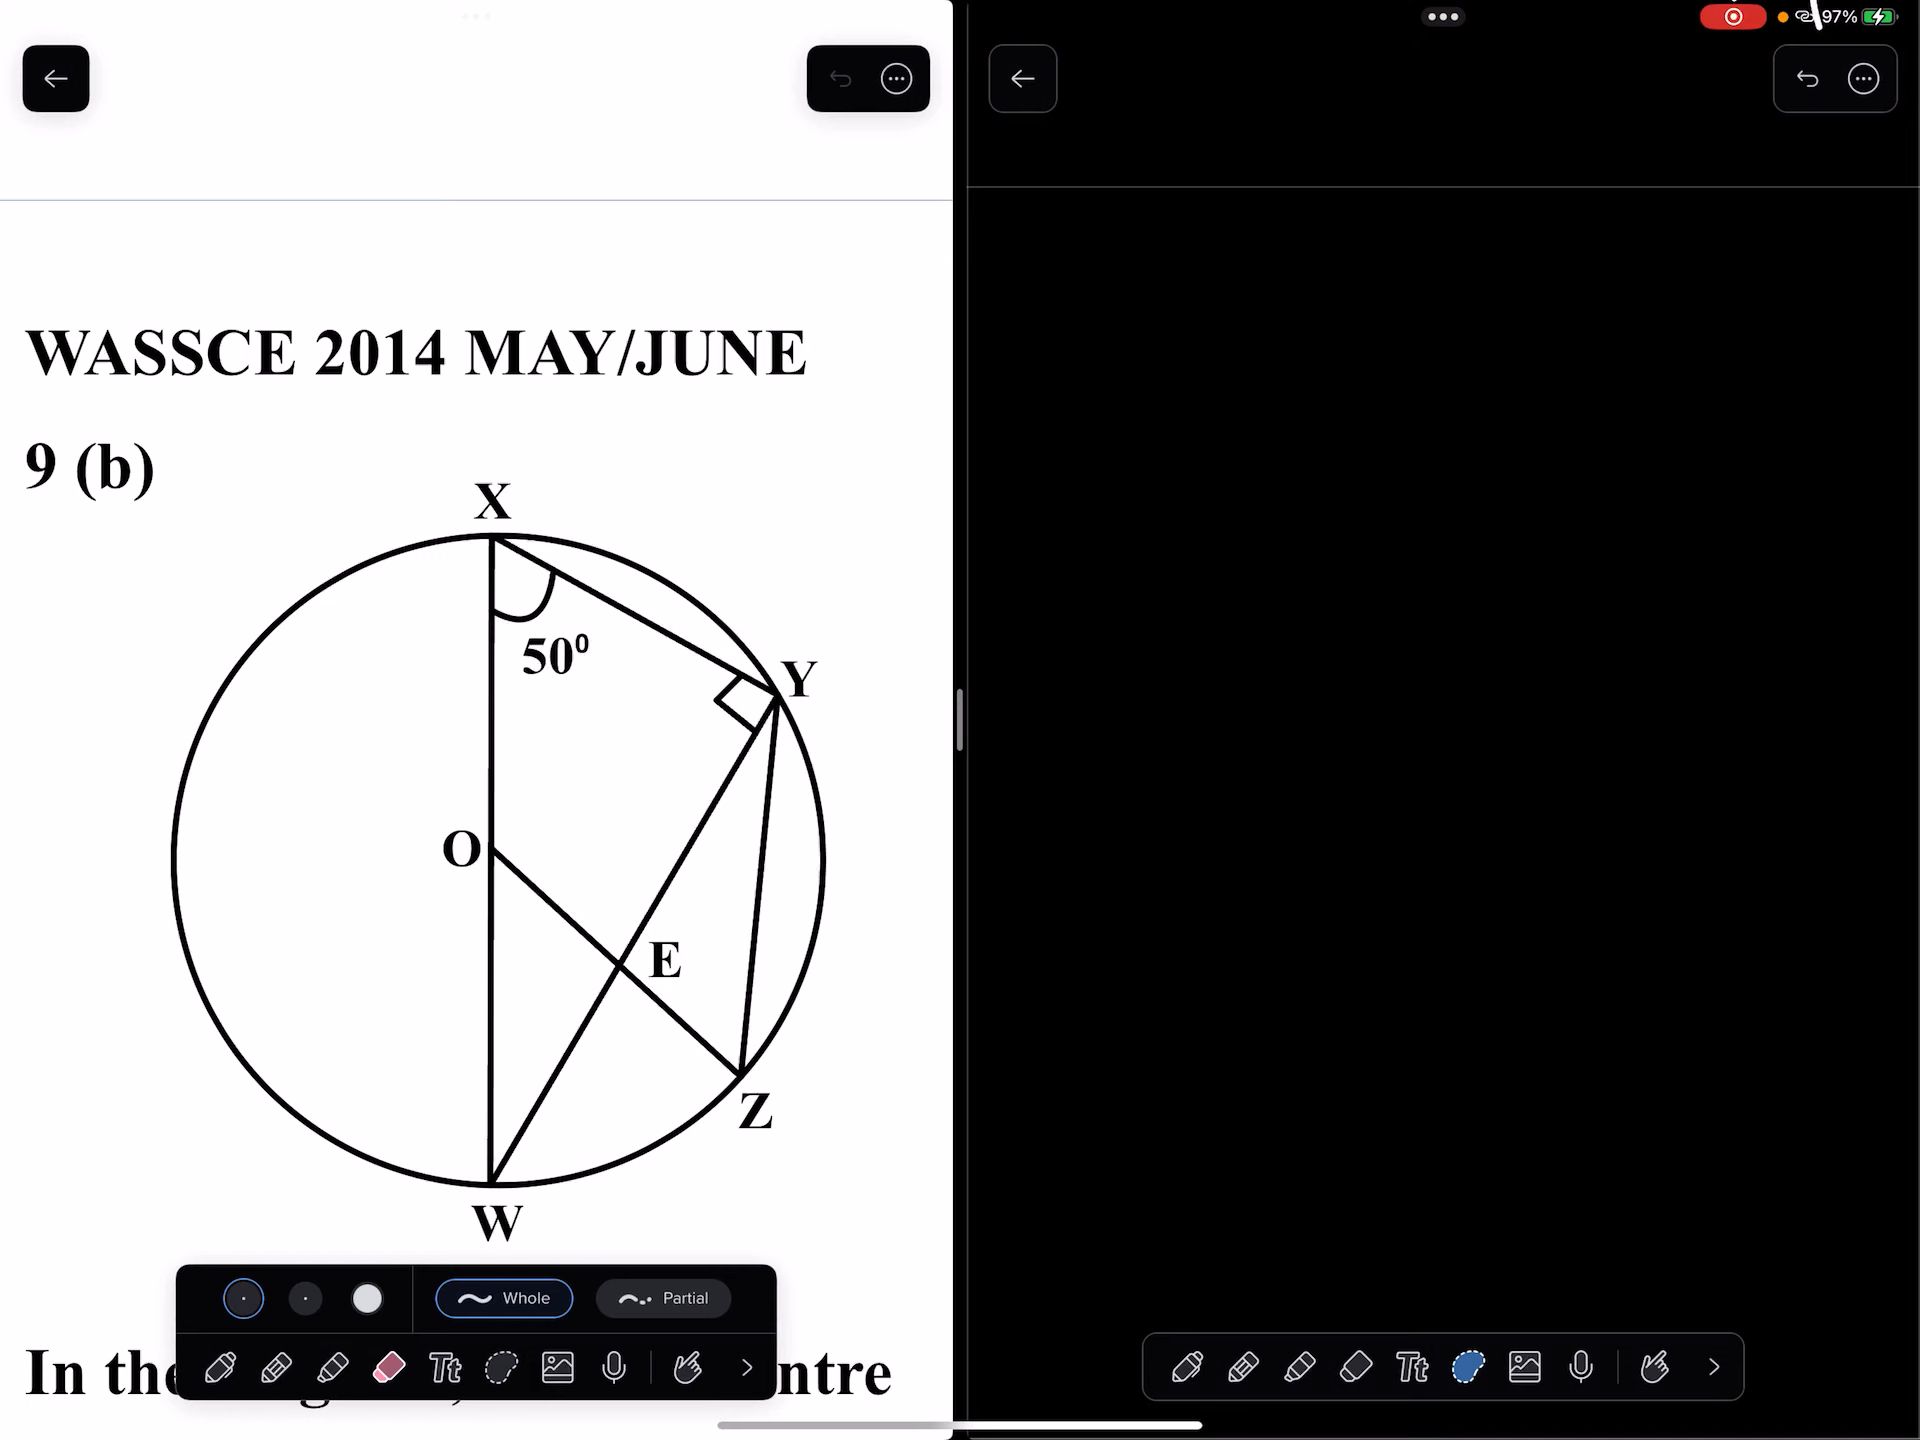 97%
WASSCE 2014 MAY/JUNE
9 (b)
X
50⁰
Y
O
E
Z
W
Whole
Partial
In the
ntre
Tt
Tt